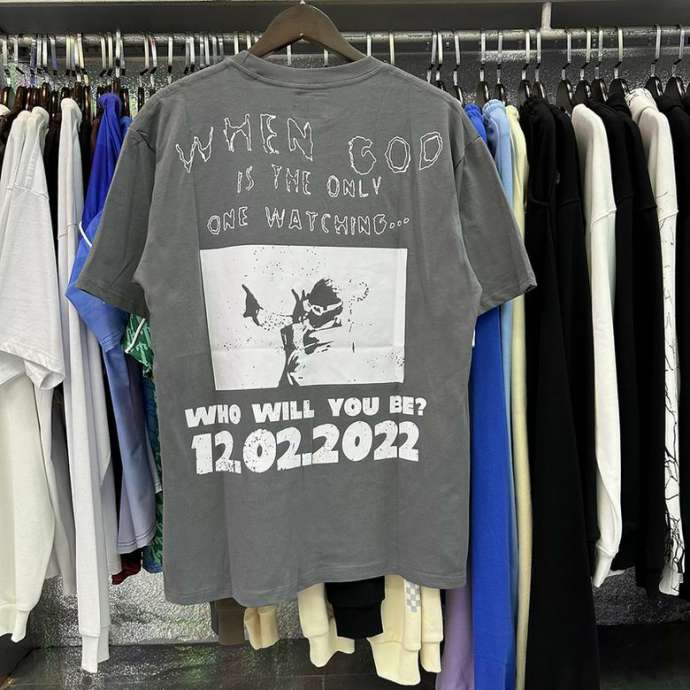 WHEN GOD
IS THE ONLY
ONE WATCHING...
WHO WILL YOU BE?
12.02.2022